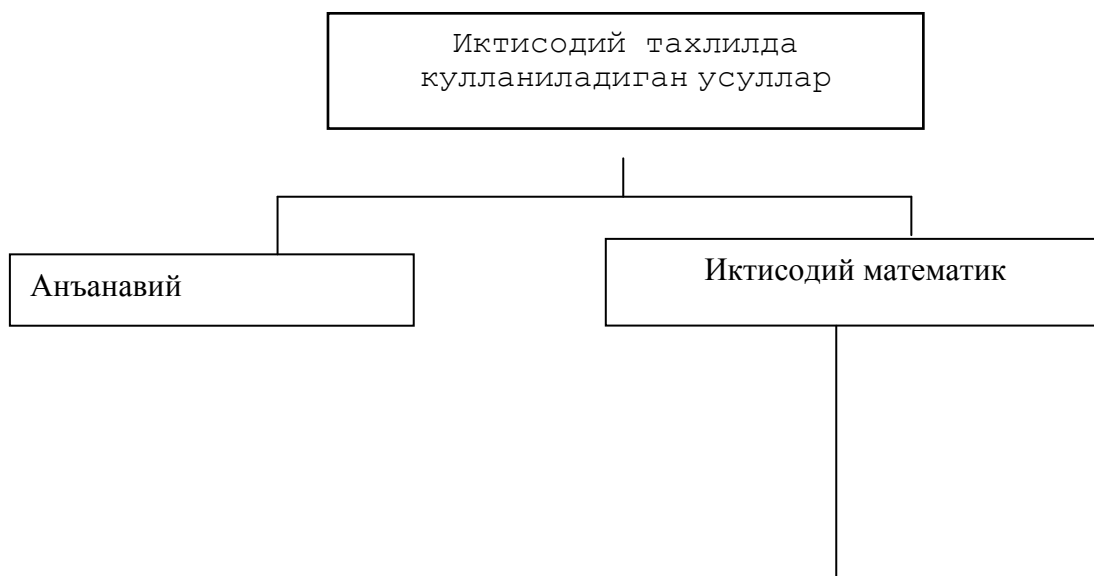 Иктисодий тахлилда
кулланиладиган усуллар
Анъанавий
Иктисодий математик